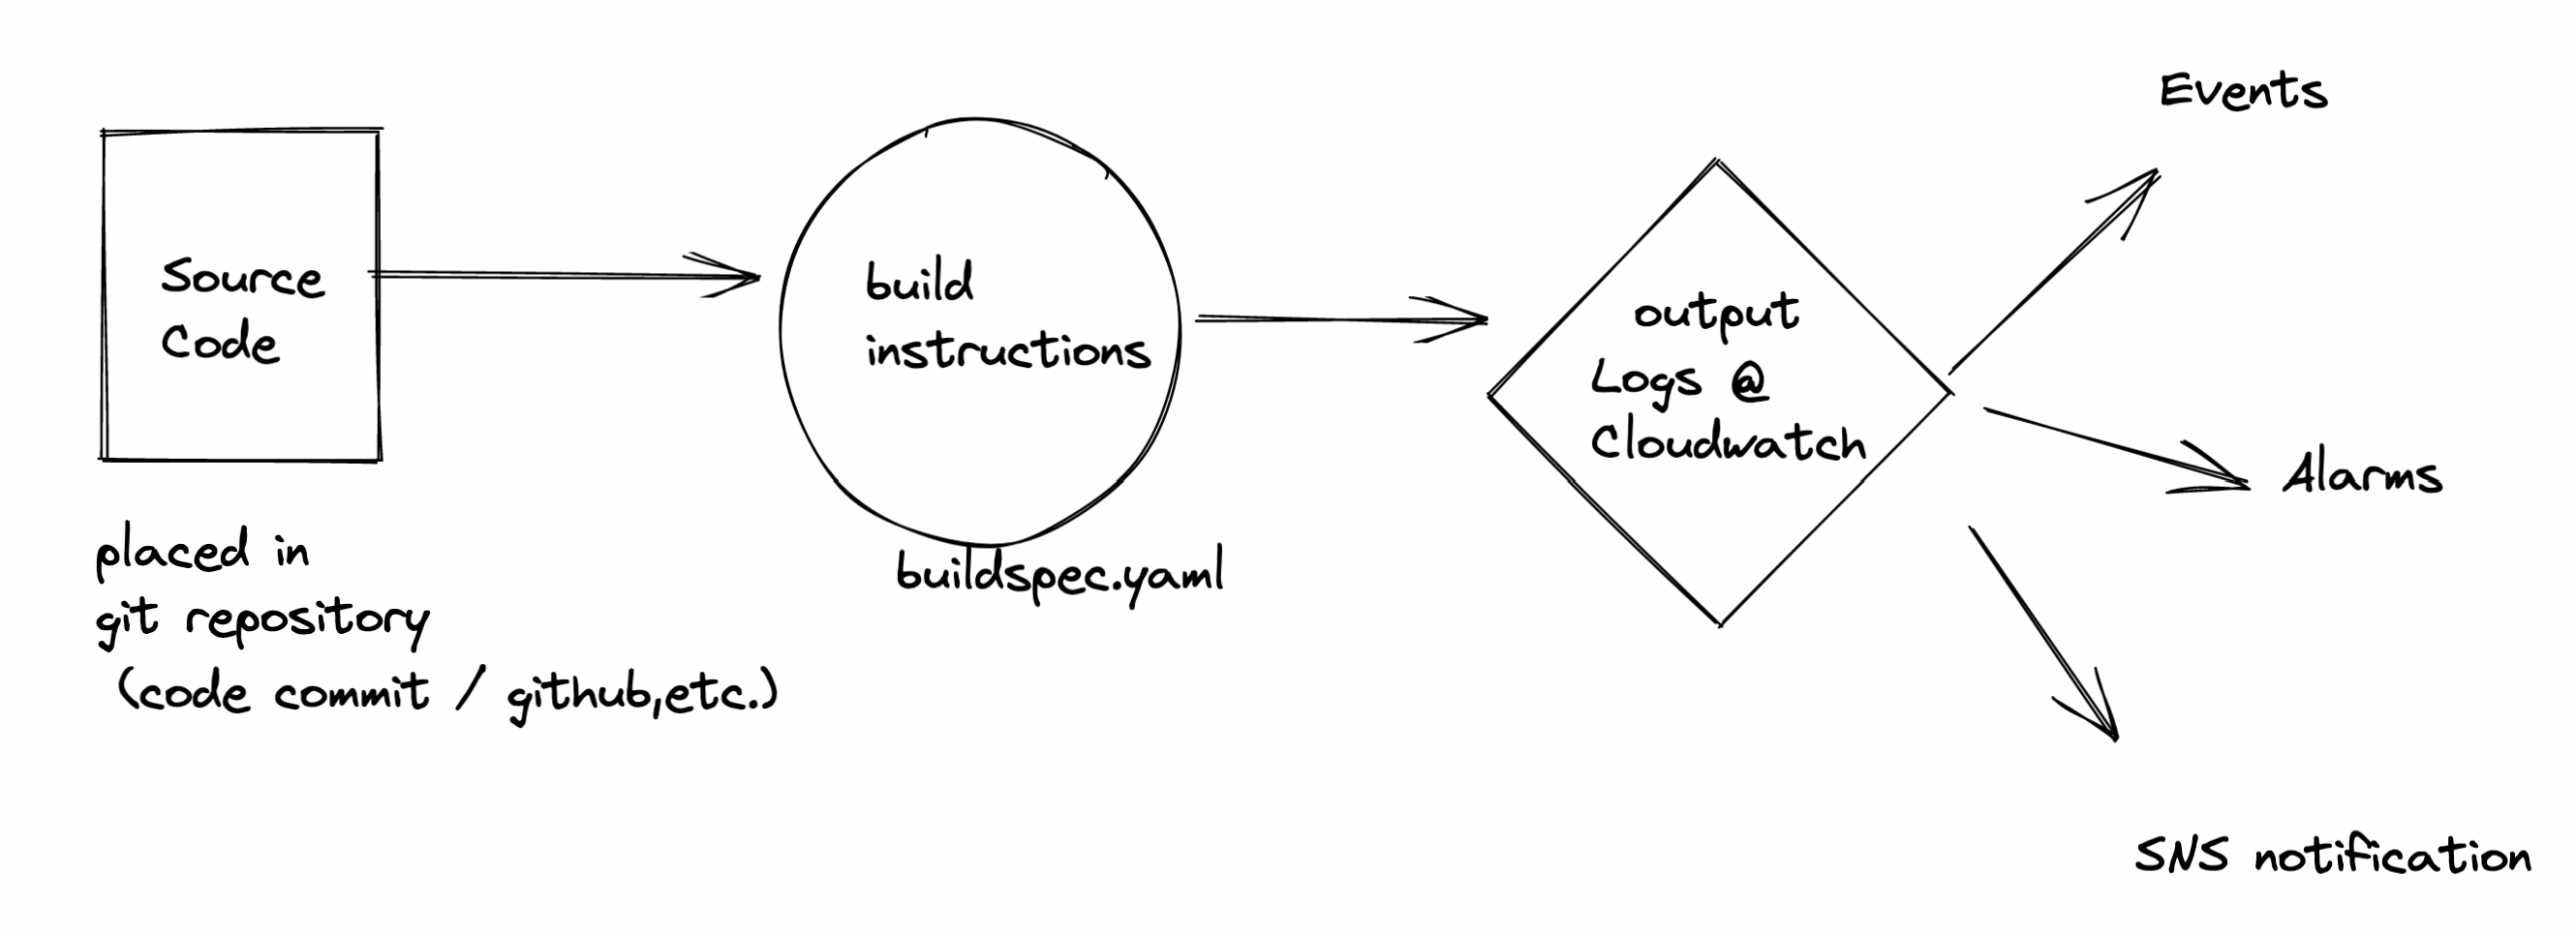 Source
Code
placed in
git repository
(code commit / github,etc.)
build
instructions
buildspec.yaml
output
Logs @
Cloudwatch
Events
Alarms
SNS notification